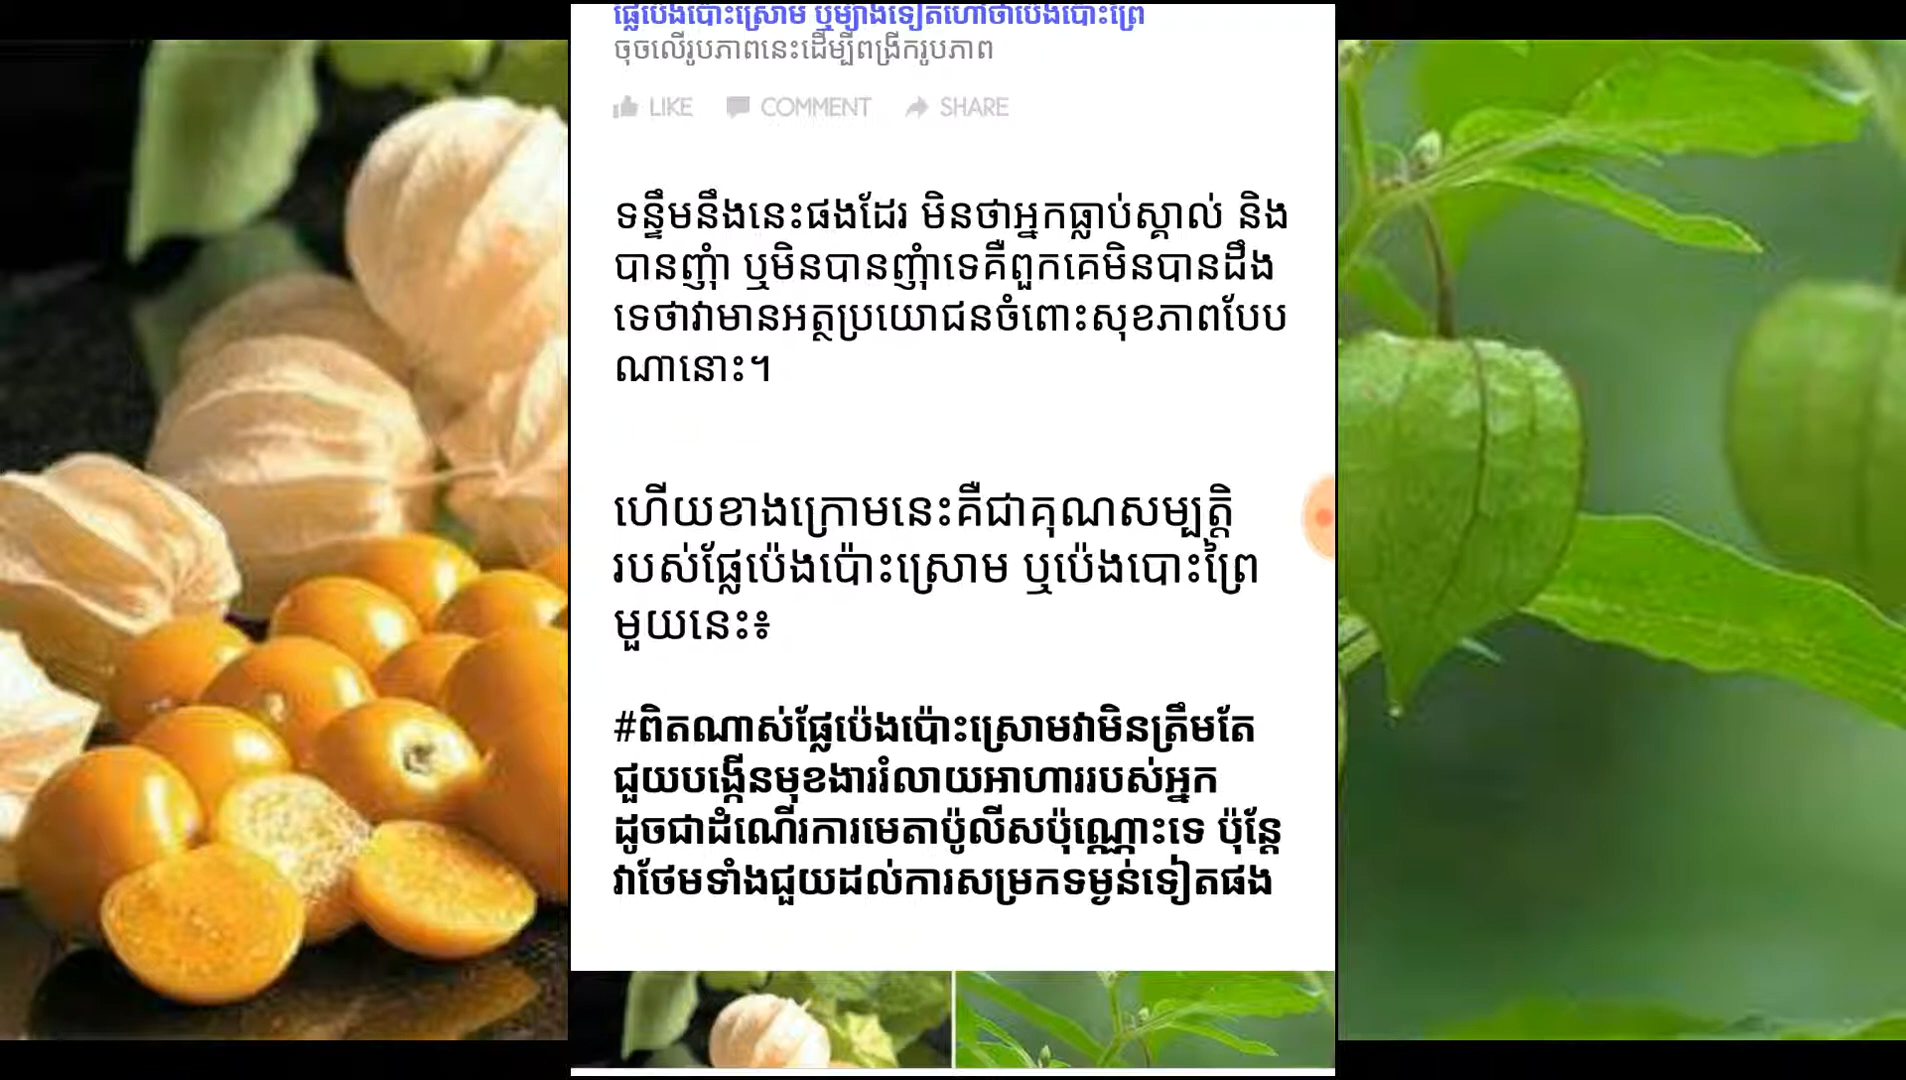 ផ្លែប៉េងប៉ោះស្រោម ឬម្យ៉ាងទៀតហៅថាប៉េងប៉ោះព្រៃ
ចុចលើរូបភាពនេះដើម្បីពង្រីករូបភាព
LIKE COMMENT SHARE
ទន្ទឹមនឹងនេះផងដែរ មិនថាអ្នកធ្លាប់ស្គាល់ និង
បានញ៉ាំ ឬមិនបានញ៉ាំទេគឺពួកគេមិនបានដឹង
ទេថាវាមានអត្ថប្រយោជនចំពោះសុខភាពបែប
ណានោះ។
ហើយខាងក្រោមនេះគឺជាគុណសម្បត្តិ
របស់ផ្លែប៉េងប៉ោះស្រោម ឬប៉េងបោះព្រៃ
មួយនេះ៖
#ពិតណាស់ផ្លែប៉េងប៉ោះស្រោមវាមិនត្រឹមតែ
ជួយបង្កើនមុខងាររំលាយអាហាររបស់អ្នក
ដូចជាដំណើរការមេតាប៉ូលីសប៉ុណ្ណោះទេ ប៉ុន្តែ
វាថែមទាំងជួយដល់ការសម្រកទម្ងន់ទៀតផង